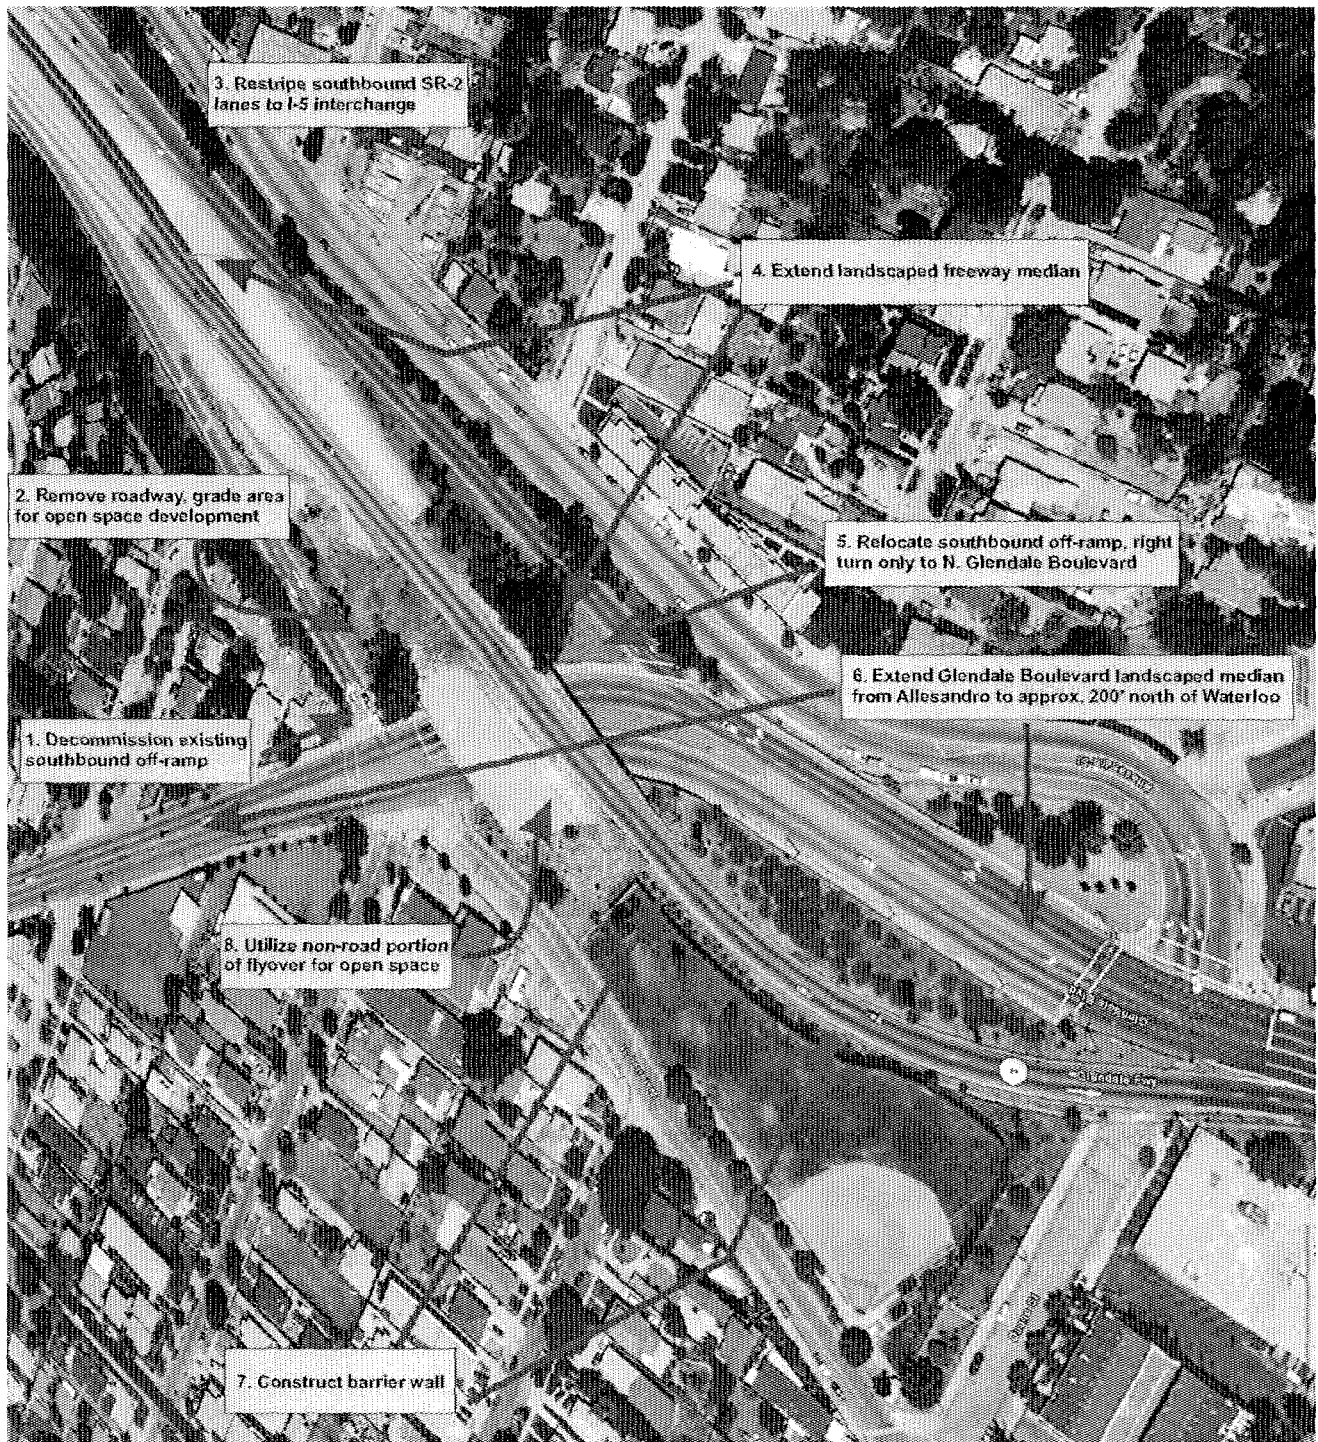 3. Restripe southbound SR-2
lanes to I-5 interchange
4. Extend landscaped freeway median
2. Remove roadway, grade area
for open space development
5. Relocate southbound off-ramp, right
turn only to N. Glendale Boulevard
6. Extend Glendale Boulevard landscaped median
from Allesandro to approx. 200' north of Waterloo
1. Decommission existing
southbound off-ramp
8. Utilize non-road portion
of flyover for open space
Glendale Fwy
7. Construct barrier wall